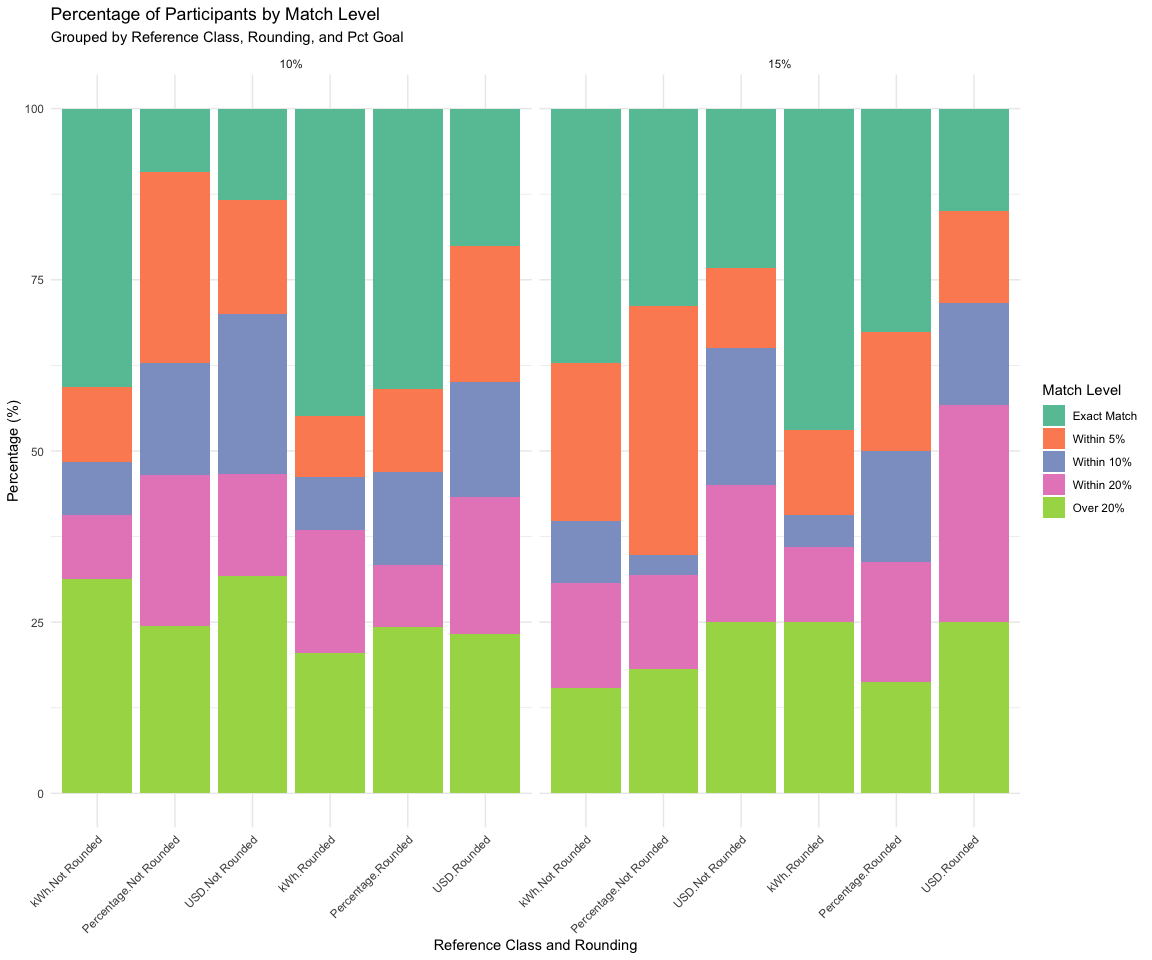 Percentage of Participants by Match Level
Grouped by Reference Class, Rounding, and Pct Goal
10%
15%
100
75
50
25
0
Percentage (%)
kWh.Not Rounded
Percentage.Not Rounded
USD.Not Rounded
kWh.Rounded
Percentage.Rounded
USD.Rounded
kWh.Not Rounded
Percentage.Not Rounded
USD.Not Rounded
kWh.Rounded
Percentage.Rounded
USD.Rounded
Reference Class and Rounding
Match Level
Exact Match
Within 5%
Within 10%
Within 20%
Over 20%